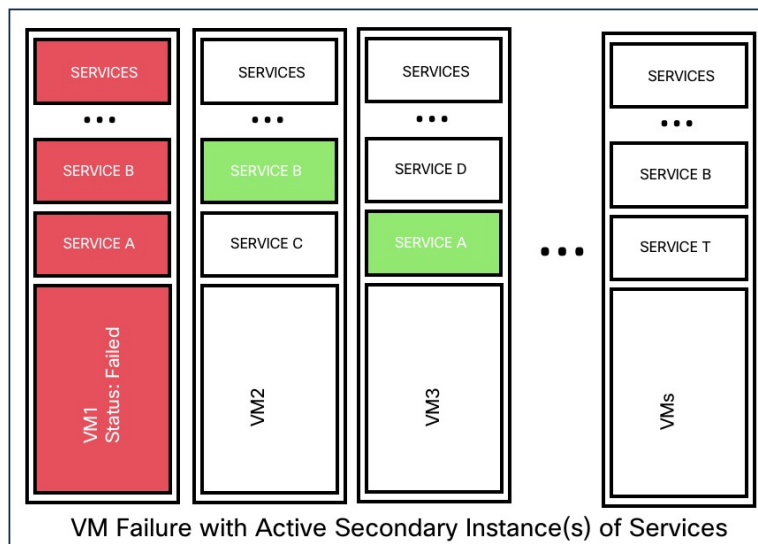 SERVICES
...
SERVICE B
SERVICE A
VM1
Status: Failed
SERVICES
...
SERVICE B
SERVICE C
VM2
SERVICES
...
SERVICE D
SERVICE A
VM3
...
SERVICES
...
SERVICE B
SERVICE T
VMs
VM Failure with Active Secondary Instance(s) of Services